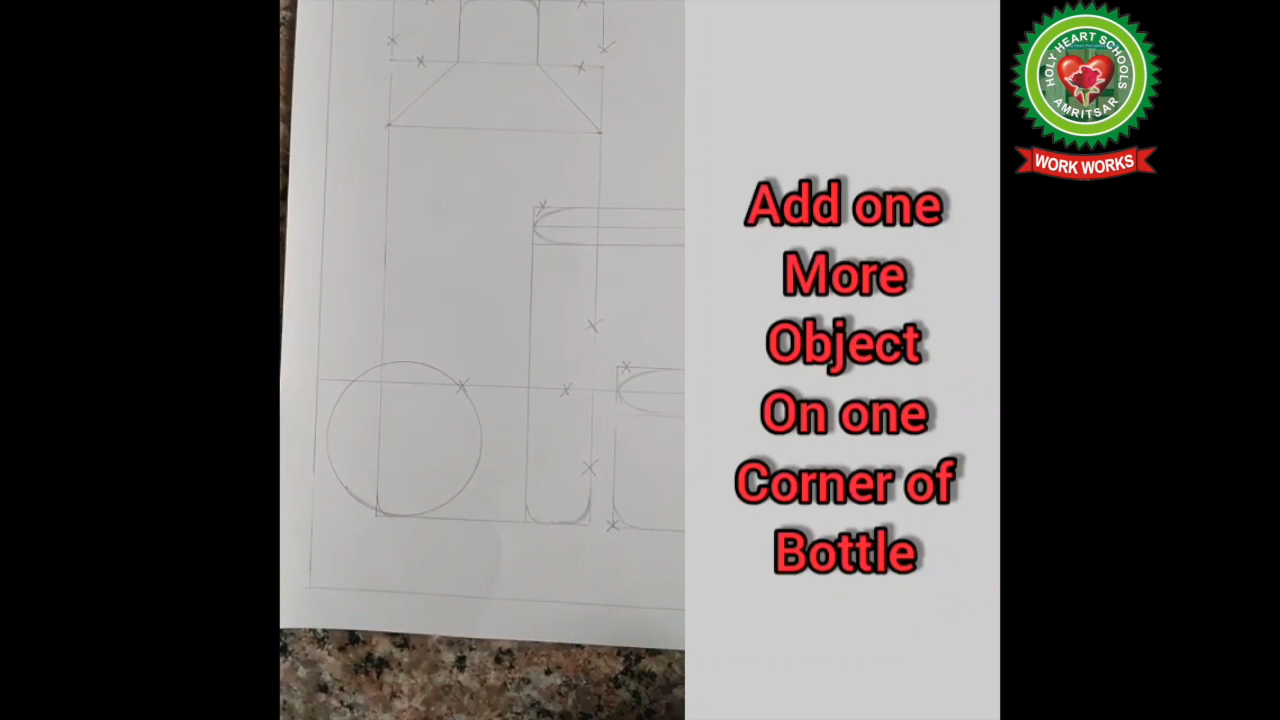 HOLY HEART SCHOOLS
AMRITSAR
WORK WORKS
Add one
More
Object
On one
Corner of
Bottle